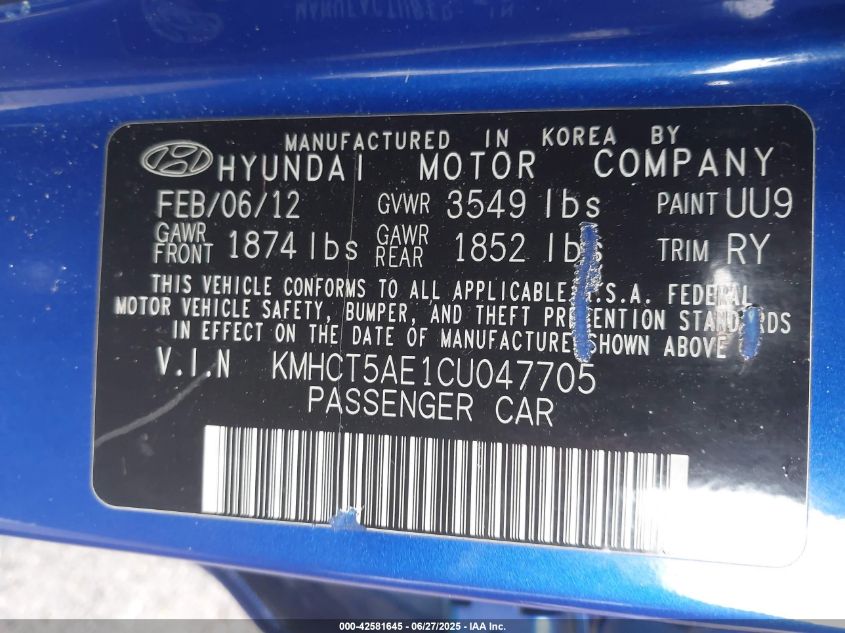 MANUFACTURED IN KOREA BY
HYUNDAI MOTOR COMPANY
FEB/06/12 GVWR 3549 lbs PAINT UU9
GAWR FRONT 1874 lbs GAWR REAR 1852 lbs TRIM RY
THIS VEHICLE CONFORMS TO ALL APPLICABLE U.S.A. FEDERAL
MOTOR VEHICLE SAFETY, BUMPER, AND THEFT PREVENTION STANDARDS
IN EFFECT ON THE DATE OF MANUFACTURE SHOWN ABOVE
V.I.N KMHCT5AE1CU047705
PASSENGER CAR
000-42581645 - 06/27/2025 - IAA Inc.